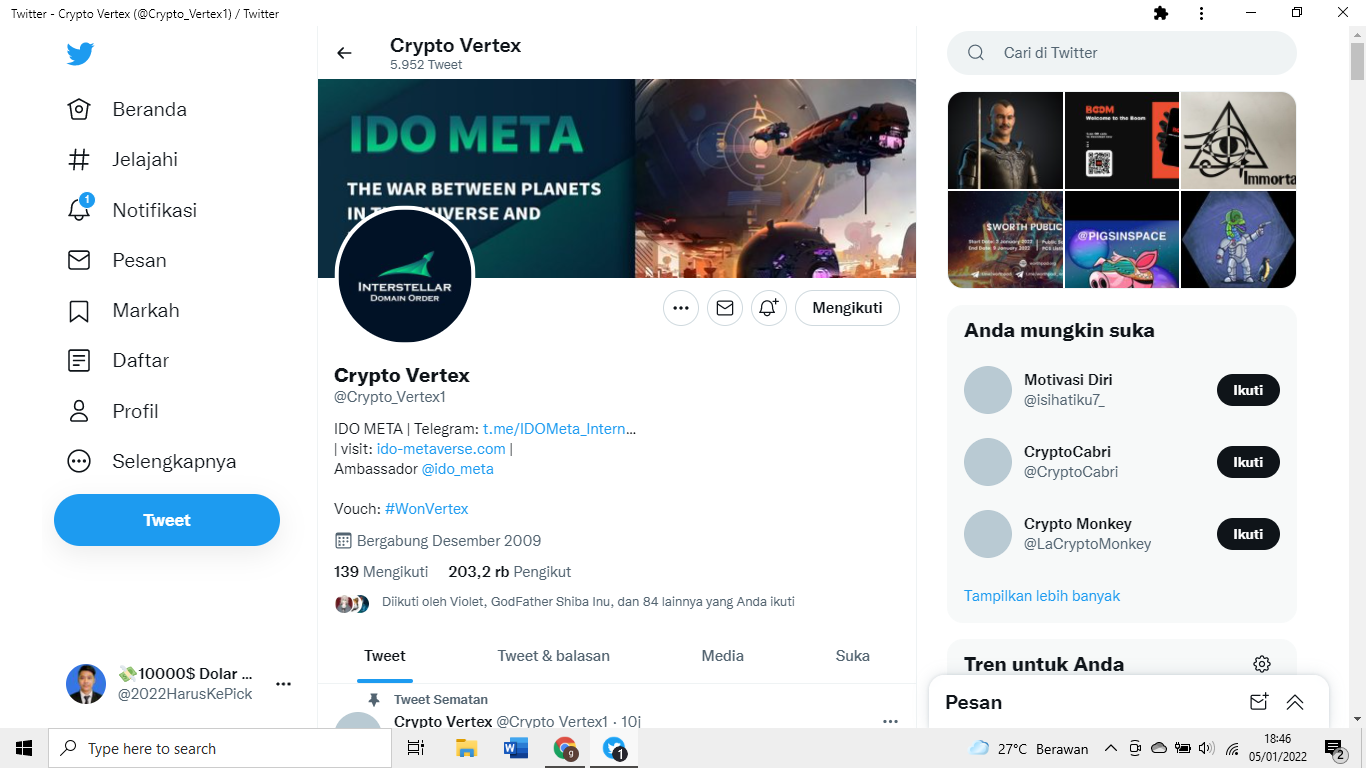 Twitter - Crypto Vertex (@Crypto_Vertex1) / Twitter
Beranda
Jelajahi
1
Notifikasi
Pesan
Markah
Daftar
Profil
Selengkapnya
Tweet
💸10000$ Dolar ...
@2022HarusKePick
Crypto Vertex
5.952 Tweet
IDO META
THE WAR BETWEEN PLANETS
INTERSTELLAR
DOMAIN ORDER
Mengikuti
Crypto Vertex
@Crypto_Vertex1
IDO META | Telegram: t.me/IDOMeta_Intern...
| visit: ido-metaverse.com |
Ambassador @ido_meta
Vouch: #WonVertex
Bergabung Desember 2009
139 Mengikuti 203,2 rb Pengikut
Diikuti oleh Violet, GodFather Shiba Inu, dan 84 lainnya yang Anda ikuti
Tweet Tweet & balasan Media Suka
Tweet Sematan
Crypto Vertex @Crypto_Vertex1 · 10j
Cari di Twitter
BOOM
Welcome to the Boom
Immorta
$WORTH PUBLIC
@PIGSINSPACE
Anda mungkin suka
Motivasi Diri
@isihatiku7_
Ikuti
CryptoCabri
@CryptoCabri
Ikuti
Crypto Monkey
@LaCryptoMonkey
Ikuti
Tampilkan lebih banyak
Tren untuk Anda
Pesan
Type here to search
g
1
27°C Berawan
18:46
05/01/2022
2